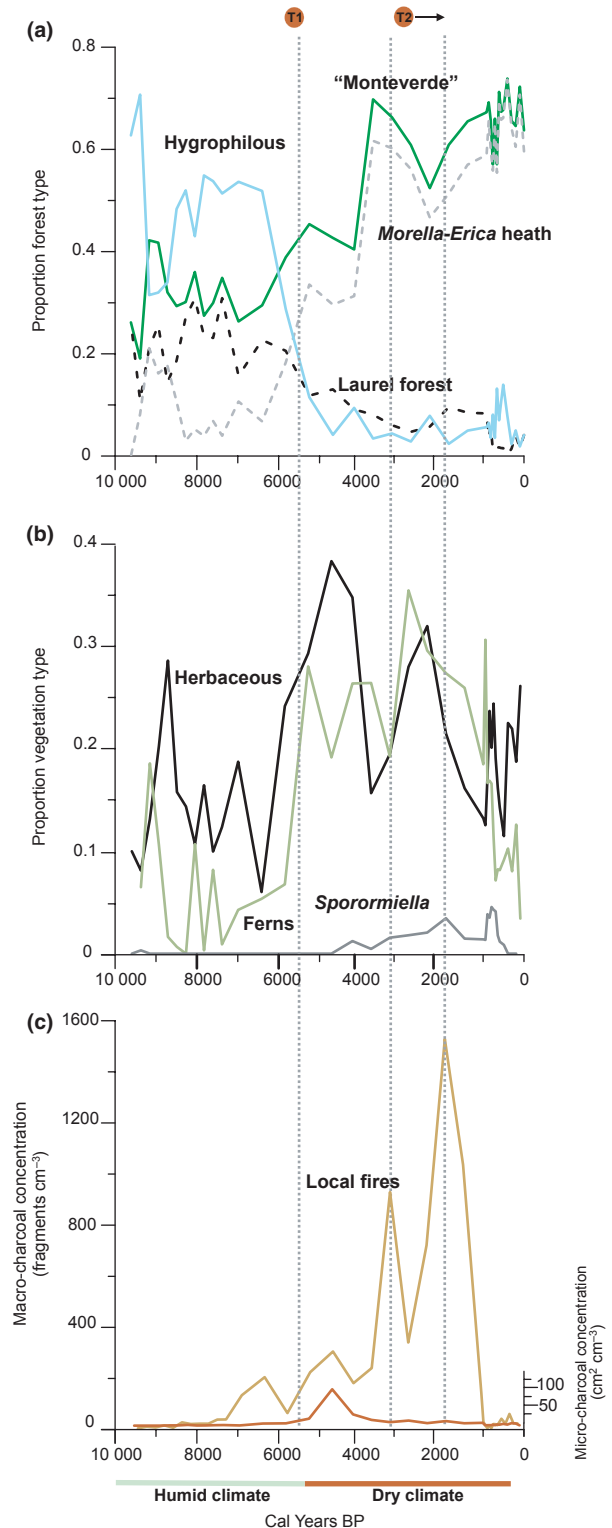 T1
T2
(a)
0.8
0.6
0.4
0.2
0
Proportion forest type
"Monteverde"
Hygrophilous
Morella-Erica heath
Laurel forest
10 000
8000
6000
4000
2000
0
(b)
0.4
0.3
0.2
0.1
0
Proportion vegetation type
Herbaceous
Sporormiella
Ferns
10 000
8000
6000
4000
2000
0
(c)
1600
1200
800
400
0
Macro-charcoal concentration
(fragments cm⁻³)
Local fires
100
50
Micro-charcoal concentration
(cm² cm⁻³)
10 000
8000
6000
4000
2000
0
Humid climate
Dry climate
Cal Years BP